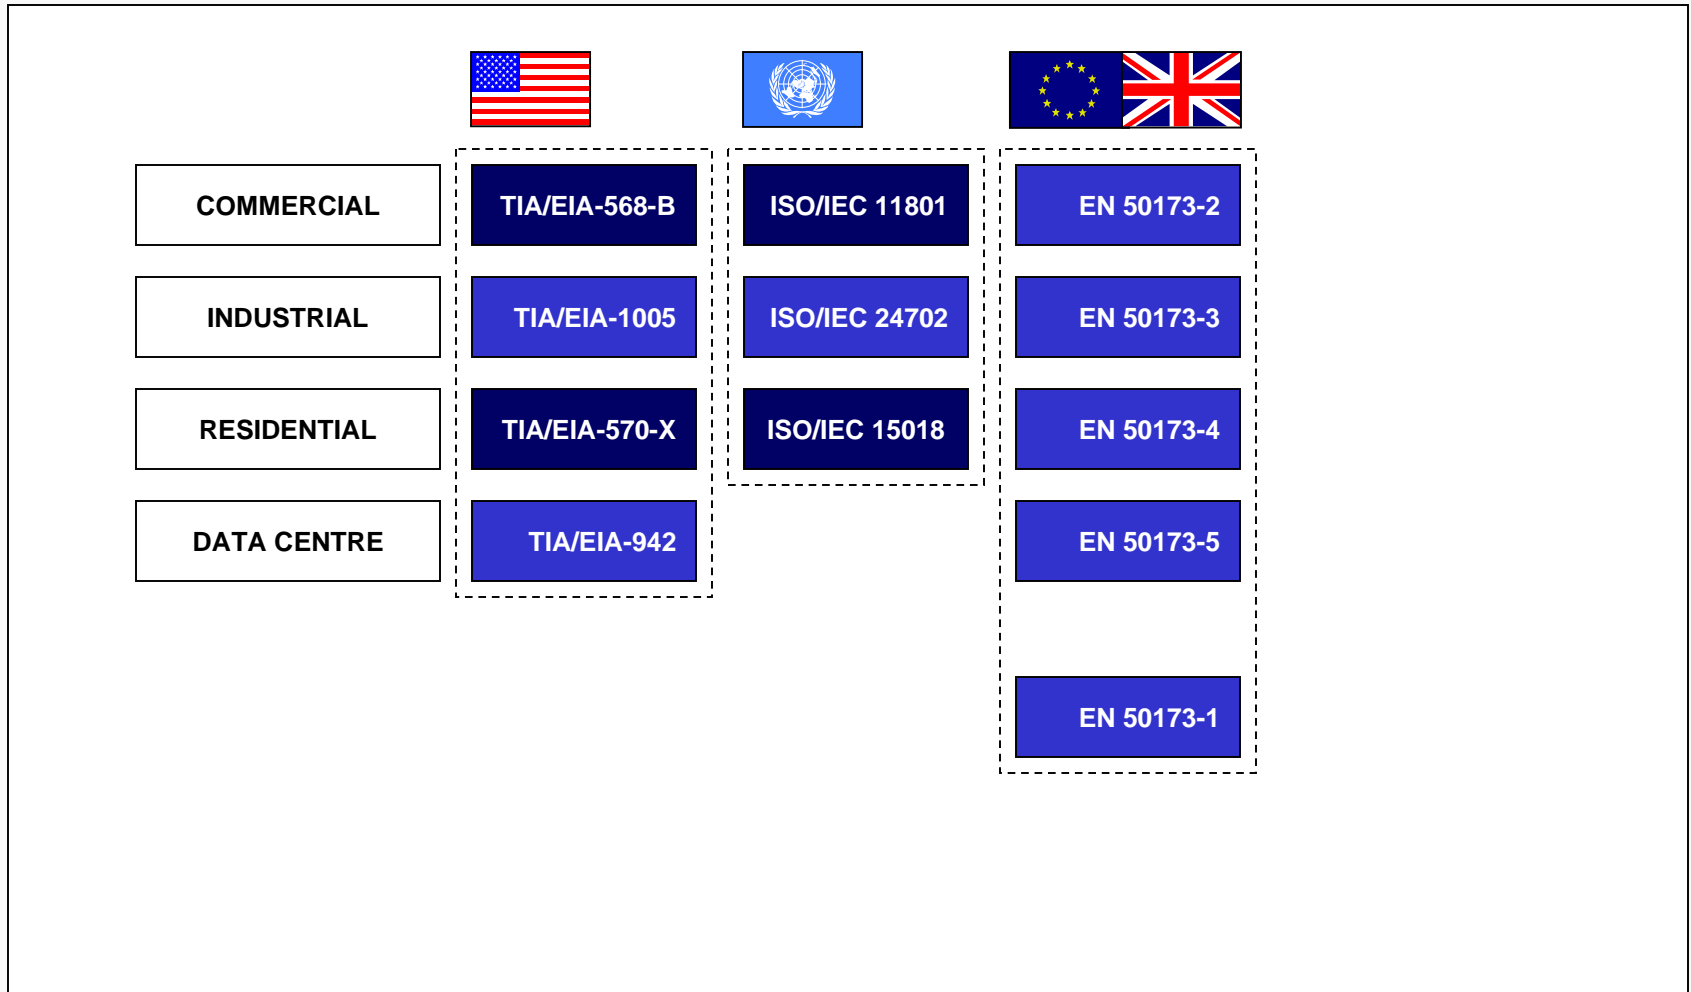 COMMERCIAL TIA/EIA-568-B ISO/IEC 11801 EN 50173-2
INDUSTRIAL TIA/EIA-1005 ISO/IEC 24702 EN 50173-3
RESIDENTIAL TIA/EIA-570-X ISO/IEC 15018 EN 50173-4
DATA CENTRE TIA/EIA-942 EN 50173-5
EN 50173-1